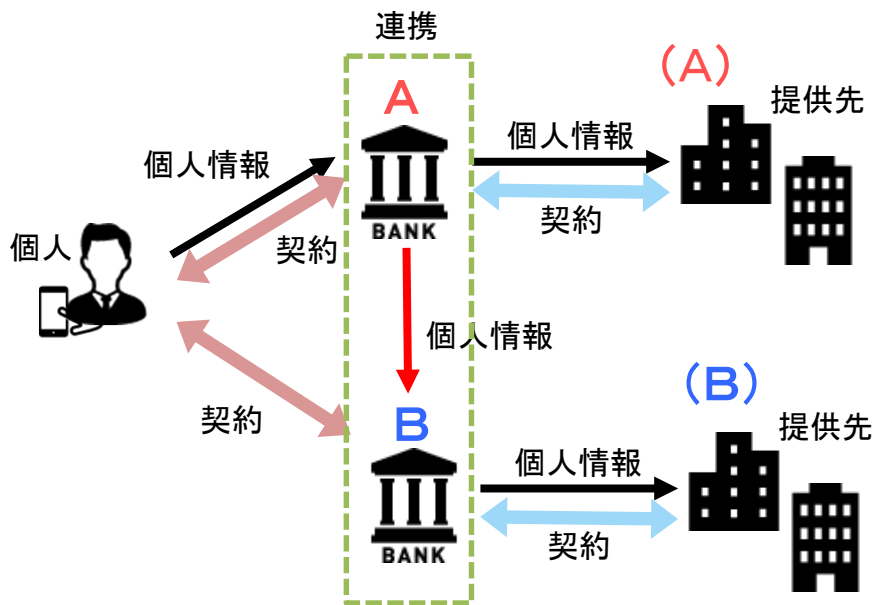 連携
A
(A)
提供先
個人情報
個人情報
BANK
契約
契約
個人
個人情報
(B)
提供先
契約
B
個人情報
BANK
契約